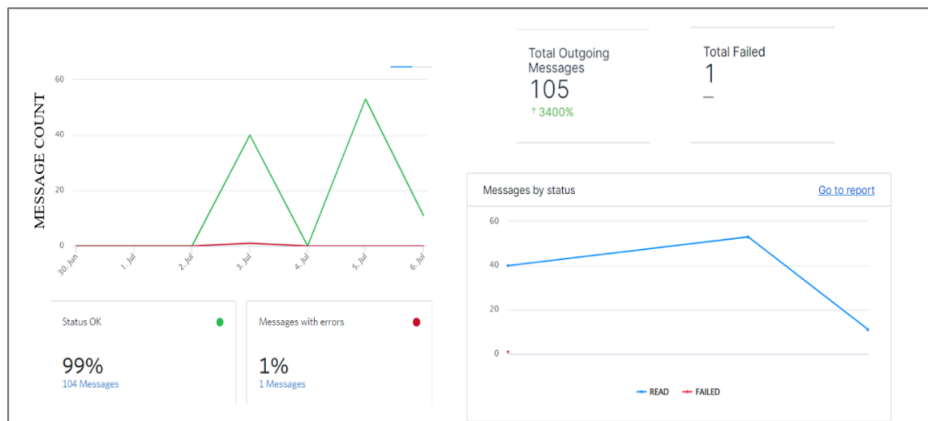 MESSAGE COUNT
60
40
20
0
30. Jun
1. Jul
2. Jul
3. Jul
4. Jul
5. Jul
6. Jul
Status OK
99%
104 Messages
Messages with errors
1%
1 Messages
Total Outgoing
Messages
105
↑3400%
Total Failed
1
—
Messages by status
Go to report
60
40
20
0
READ
FAILED